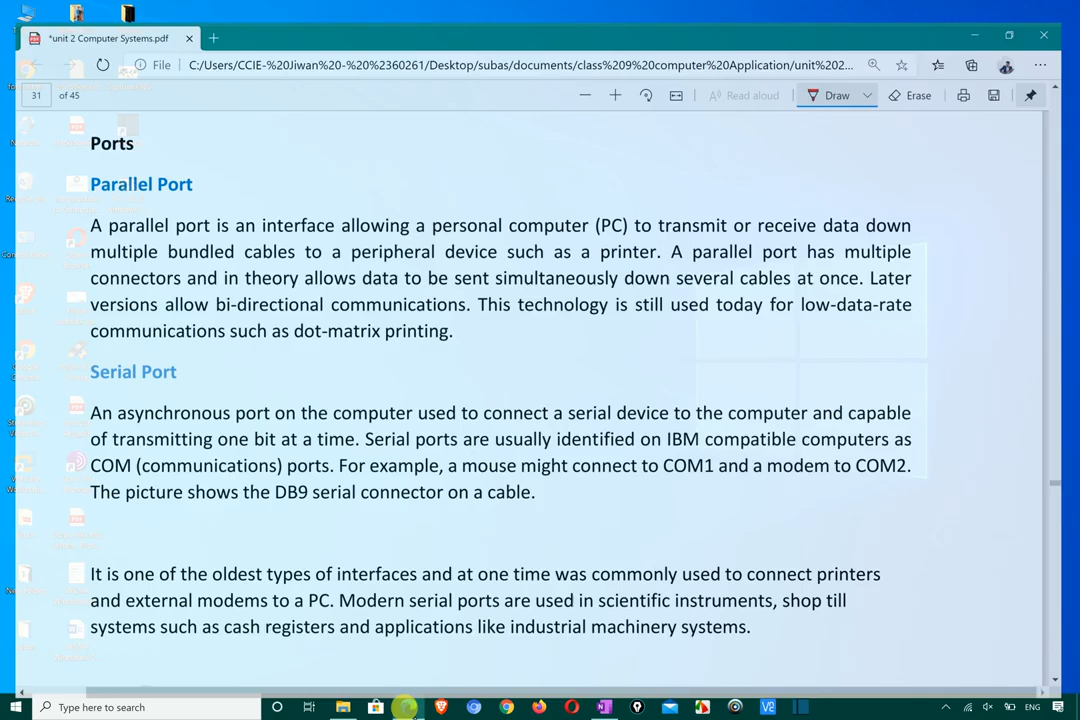 *unit 2 Computer Systems.pdf
File C:/Users/CCIE-%20Jiwan%20-%20%2360261/Desktop/subas/documents/class%209%20computer%20Application/unit%202...
31 of 45 Read aloud Draw Erase
Ports
Parallel Port
A parallel port is an interface allowing a personal computer (PC) to transmit or receive data down
multiple bundled cables to a peripheral device such as a printer. A parallel port has multiple
connectors and in theory allows data to be sent simultaneously down several cables at once. Later
versions allow bi-directional communications. This technology is still used today for low-data-rate
communications such as dot-matrix printing.
Serial Port
An asynchronous port on the computer used to connect a serial device to the computer and capable
of transmitting one bit at a time. Serial ports are usually identified on IBM compatible computers as
COM (communications) ports. For example, a mouse might connect to COM1 and a modem to COM2.
The picture shows the DB9 serial connector on a cable.
It is one of the oldest types of interfaces and at one time was commonly used to connect printers
and external modems to a PC. Modern serial ports are used in scientific instruments, shop till
systems such as cash registers and applications like industrial machinery systems.
Type here to search
ENG